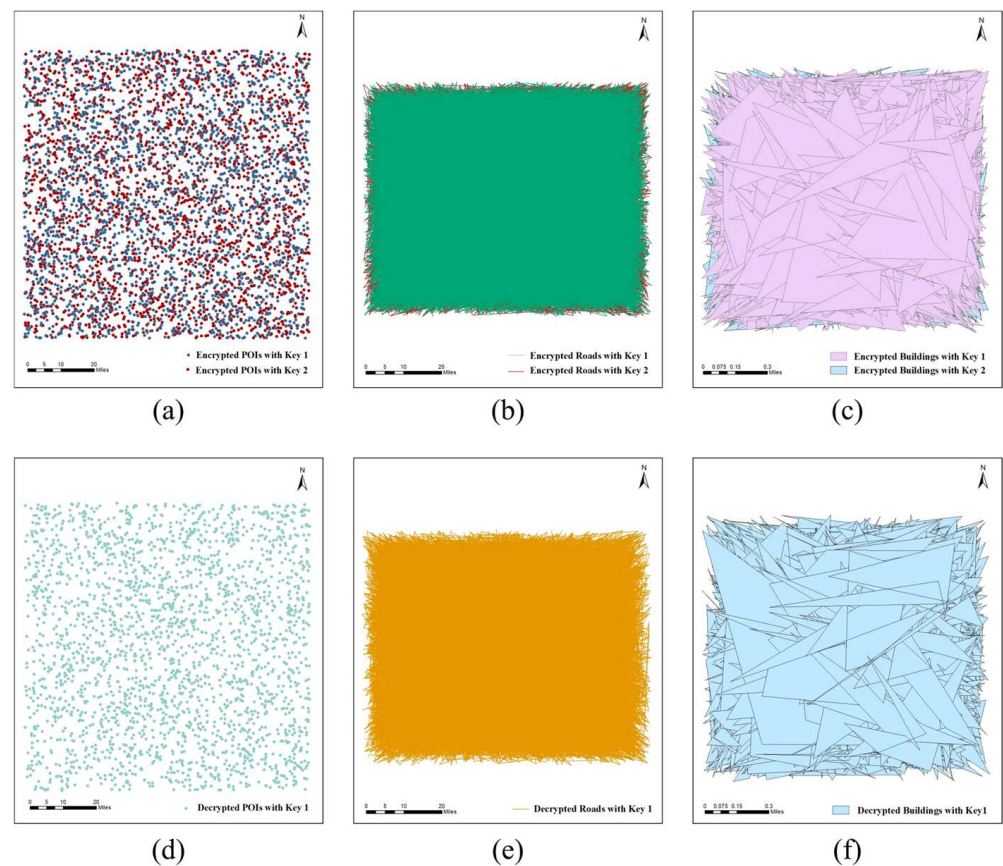 N
N
N
Encrypted POIs with Key 1
Encrypted POIs with Key 2
0 5 10 20
Miles
Encrypted Roads with Key 1
Encrypted Roads with Key 2
0 5 10 20
Miles
Encrypted Buildings with Key 1
Encrypted Buildings with Key 2
0 0.075 0.15 0.3
Miles
(a)
(b)
(c)
N
N
N
Decrypted POIs with Key 1
0 5 10 20
Miles
Decrypted Roads with Key 1
0 5 10 20
Miles
Decrypted Buildings with Key1
0 0.075 0.15 0.3
Miles
(d)
(e)
(f)